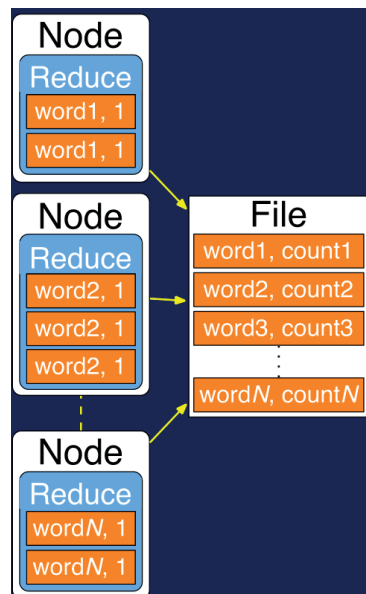 Node
Reduce
word1, 1
word1, 1
Node
Reduce
word2, 1
word2, 1
word2, 1
Node
Reduce
wordN, 1
wordN, 1
File
word1, count1
word2, count2
word3, count3
wordN, countN